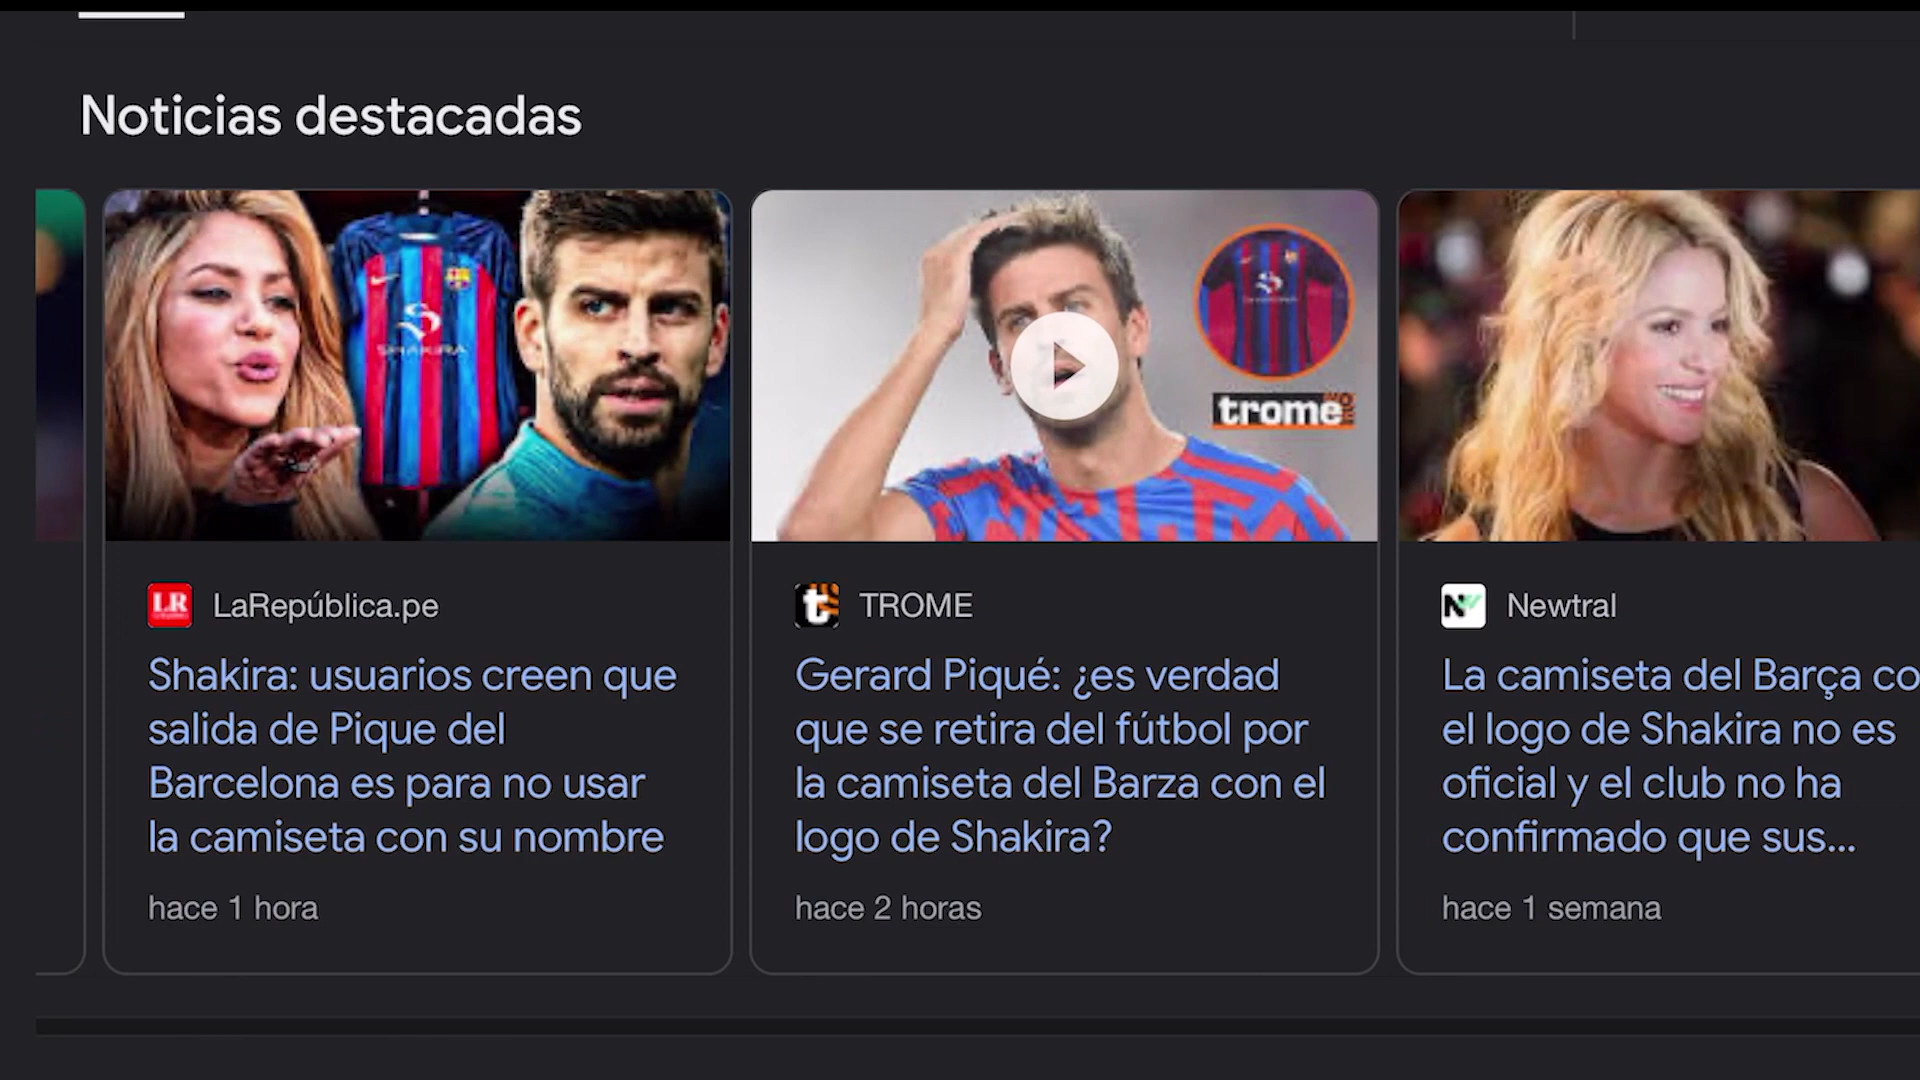 Noticias destacadas
SHAKIRA
trome
LR
LaRepública.pe
Shakira: usuarios creen que
salida de Pique del
Barcelona es para no usar
la camiseta con su nombre
hace 1 hora
t
TROME
Gerard Piqué: ¿es verdad
que se retira del fútbol por
la camiseta del Barza con el
logo de Shakira?
hace 2 horas
N
Newtral
La camiseta del Barça co
el logo de Shakira no es
oficial y el club no ha
confirmado que sus...
hace 1 semana